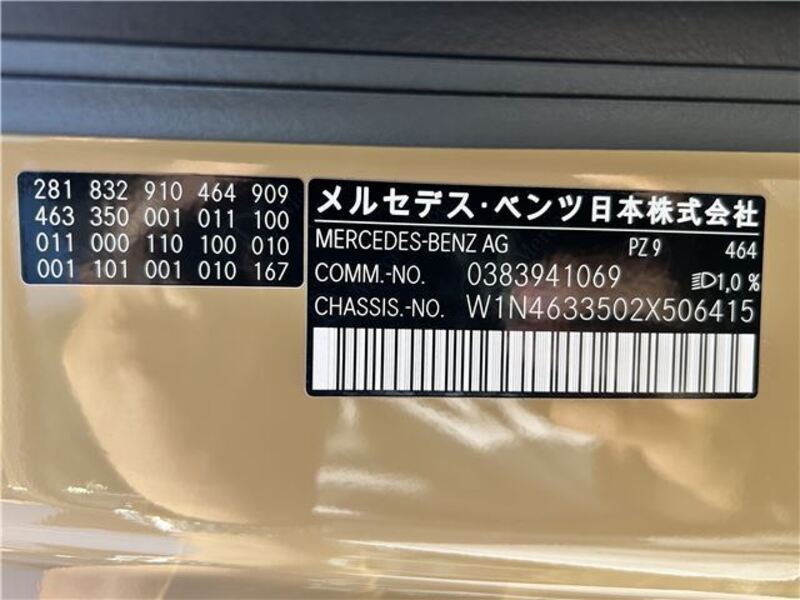 281 832 910 464 909
463 350 001 011 100
011 000 110 100 010
001 101 001 010 167
メルセデス・ベンツ日本株式会社
MERCEDES-BENZ AG PZ 9 464
COMM.-NO. 0383941069 1,0 %
CHASSIS.-NO. W1N4633502X506415